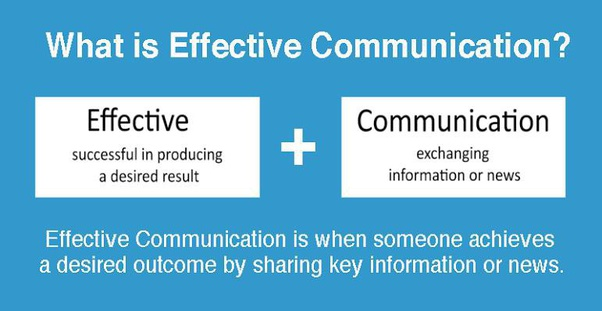 What is Effective Communication?
Effective
successful in producing
a desired result
+
Communication
exchanging
information or news
Effective Communication is when someone achieves
a desired outcome by sharing key information or news.